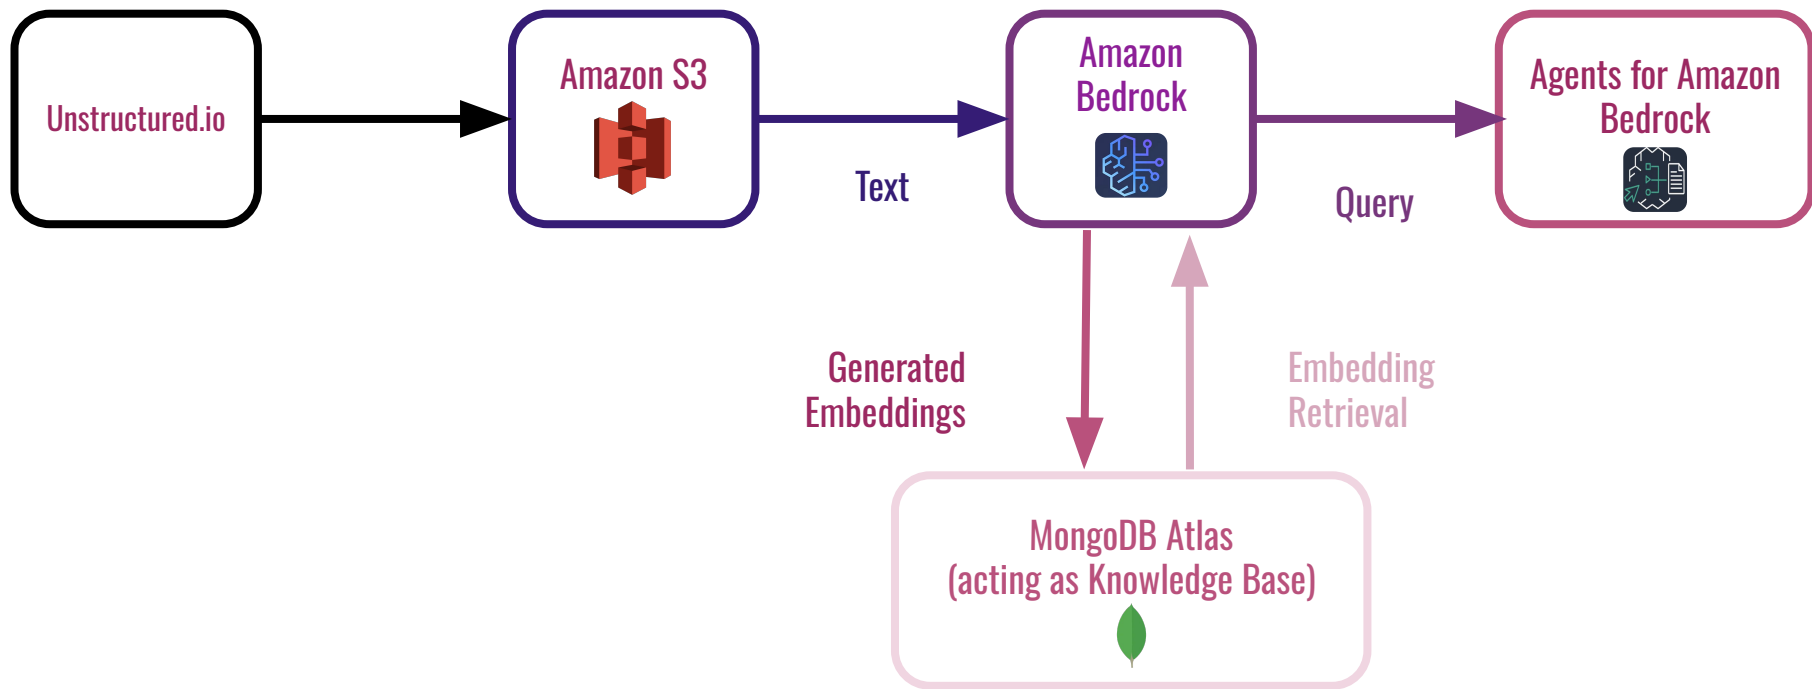 Unstructured.io
Amazon S3
Text
Amazon
Bedrock
Query
Agents for Amazon
Bedrock
Generated
Embeddings
Embedding
Retrieval
MongoDB Atlas
(acting as Knowledge Base)